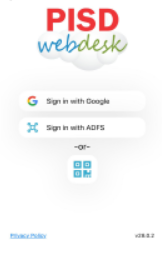 PISD
webdesk
Sign in with Google
Sign in with ADFS
-or-
Privacy Policy
v28.0.2